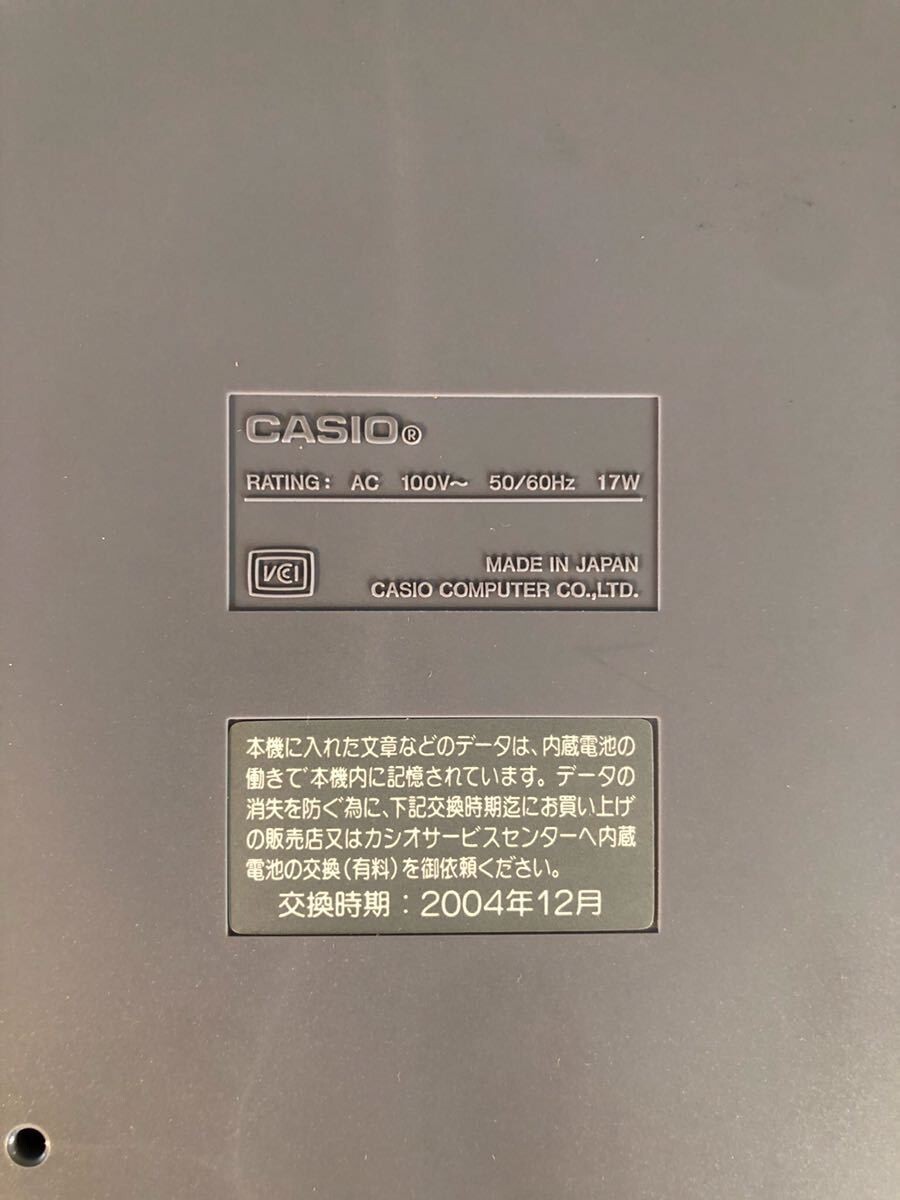 CASIO®
RATING: AC 100V～ 50/60Hz 17W
VCCI
MADE IN JAPAN
CASIO COMPUTER CO.,LTD.
本機に入れた文章などのデータは、内蔵電池の
働きで本機内に記憶されています。データの
消失を防ぐ為に、下記交換時期迄にお買い上げ
の販売店又はカシオサービスセンターへ内蔵
電池の交換(有料)を御依頼ください。
交換時期：2004年12月